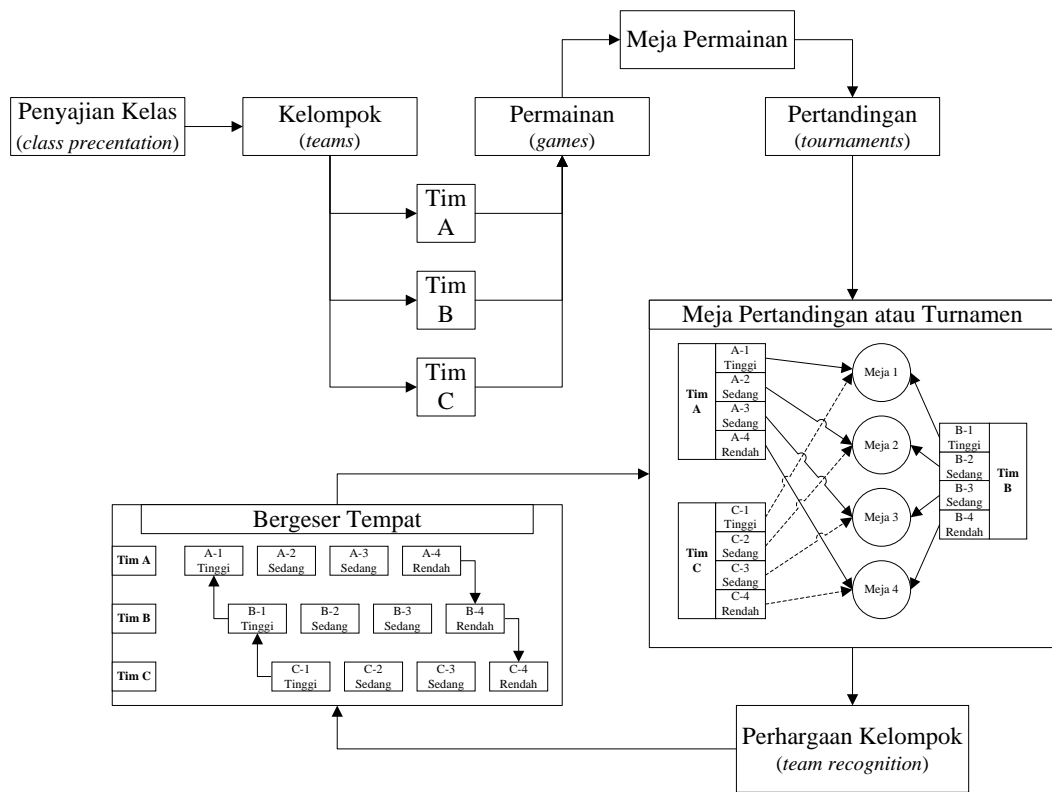 Meja Permainan
Penyajian Kelas
(class precentation)
Kelompok
(teams)
Permainan
(games)
Pertandingan
(tournaments)
Tim
A
Tim
B
Tim
C
Meja Pertandingan atau Turnamen
Tim
A
A-1
Tinggi
A-2
Sedang
A-3
Sedang
A-4
Rendah
Meja 1
Meja 2
Meja 3
Meja 4
B-1
Tinggi
B-2
Sedang
B-3
Sedang
B-4
Rendah
Tim
B
Tim
C
C-1
Tinggi
C-2
Sedang
C-3
Sedang
C-4
Rendah
Bergeser Tempat
Tim A
A-1
Tinggi
A-2
Sedang
A-3
Sedang
A-4
Rendah
Tim B
B-1
Tinggi
B-2
Sedang
B-3
Sedang
B-4
Rendah
Tim C
C-1
Tinggi
C-2
Sedang
C-3
Sedang
C-4
Rendah
Perhargaan Kelompok
(team recognition)